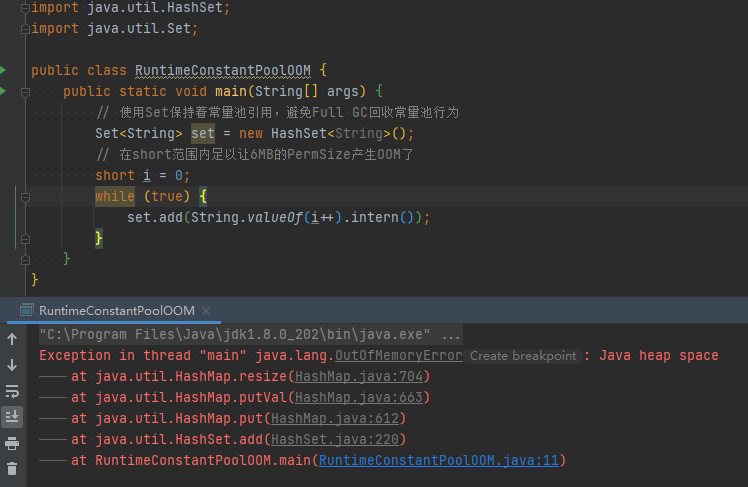 import java.util.HashSet;
import java.util.Set;
public class RuntimeConstantPoolOOM {
public static void main(String[] args) {
// 使用Set保持着常量池引用，避免Full GC回收常量池行为
Set<String> set = new HashSet<String>();
// 在short范围内足以让6MB的PermSize产生OOM了
short i = 0;
while (true) {
set.add(String.valueOf(i++).intern());
}
}
}
RuntimeConstantPoolOOM ×
"C:\Program Files\Java\jdk1.8.0_202\bin\java.exe" ...
Exception in thread "main" java.lang.OutOfMemoryError Create breakpoint : Java heap space
at java.util.HashMap.resize(HashMap.java:704)
at java.util.HashMap.putVal(HashMap.java:663)
at java.util.HashMap.put(HashMap.java:612)
at java.util.HashSet.add(HashSet.java:220)
at RuntimeConstantPoolOOM.main(RuntimeConstantPoolOOM.java:11)